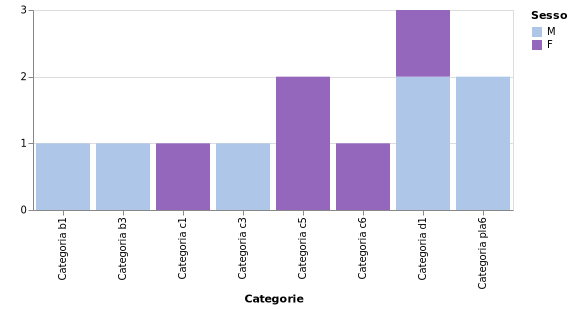 3
2
1
0
Sesso
M
F
Categoria b1
Categoria b3
Categoria c1
Categoria c3
Categoria c5
Categoria c6
Categoria d1
Categoria pla6
Categorie